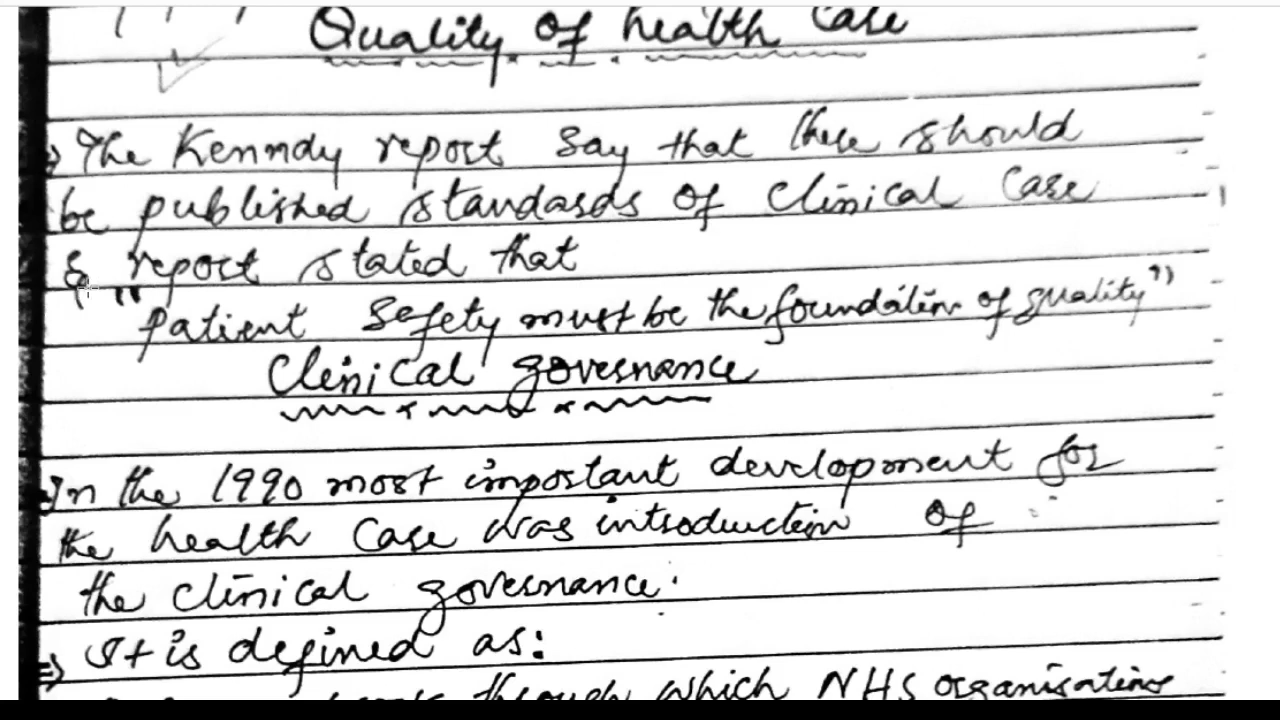 Quality of health Care
⇒ The Kenndy report Say that there should
be published standards of Clinical Care
& report stated that
"Patient Sefety must be the foundation of quality"
Clinical governance
⇒ In the 1990 most important development for
the health Care was introduction of
the clinical governance.
⇒ It is defined as:
through which NHS organisations